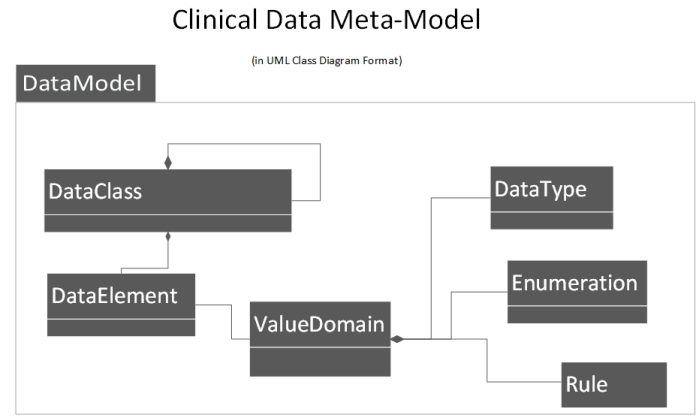 Clinical Data Meta-Model
(in UML Class Diagram Format)
DataModel
DataClass
DataType
DataElement
Enumeration
ValueDomain
Rule